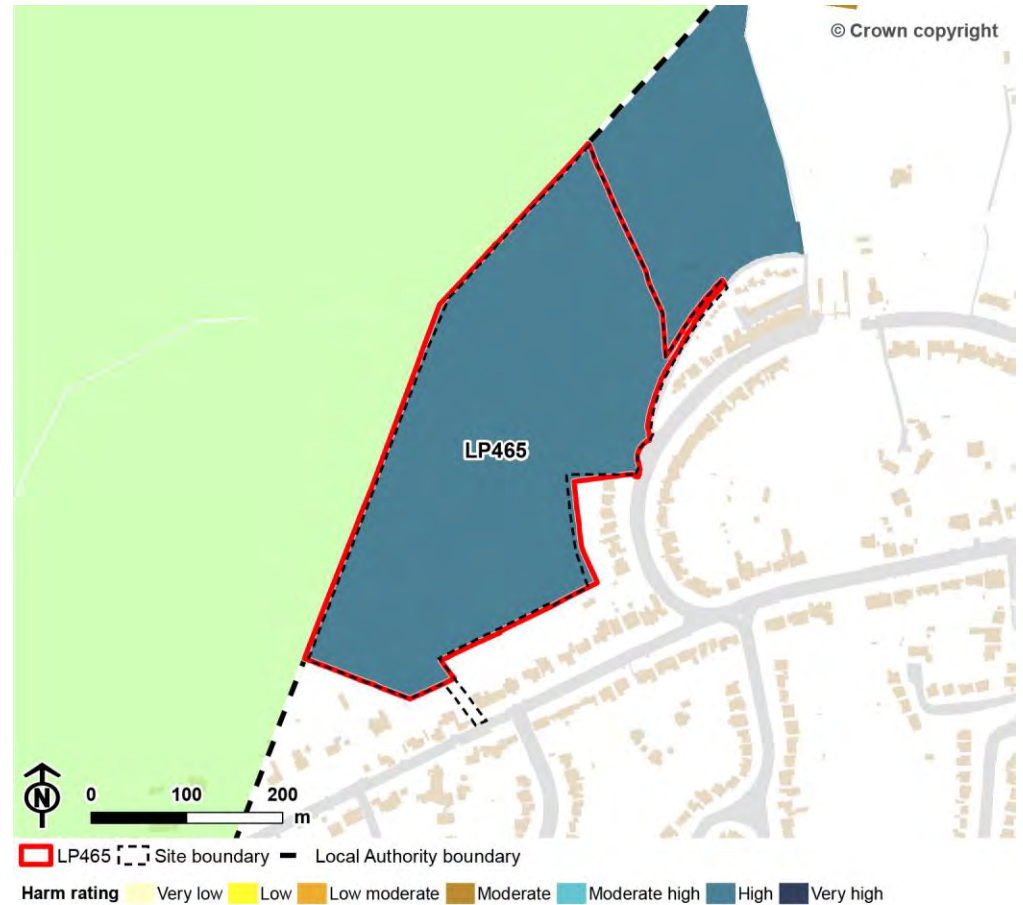 © Crown copyright
LP465
N
0 100 200
m
LP465 Site boundary Local Authority boundary
Harm rating Very low Low Low moderate Moderate Moderate high High Very high